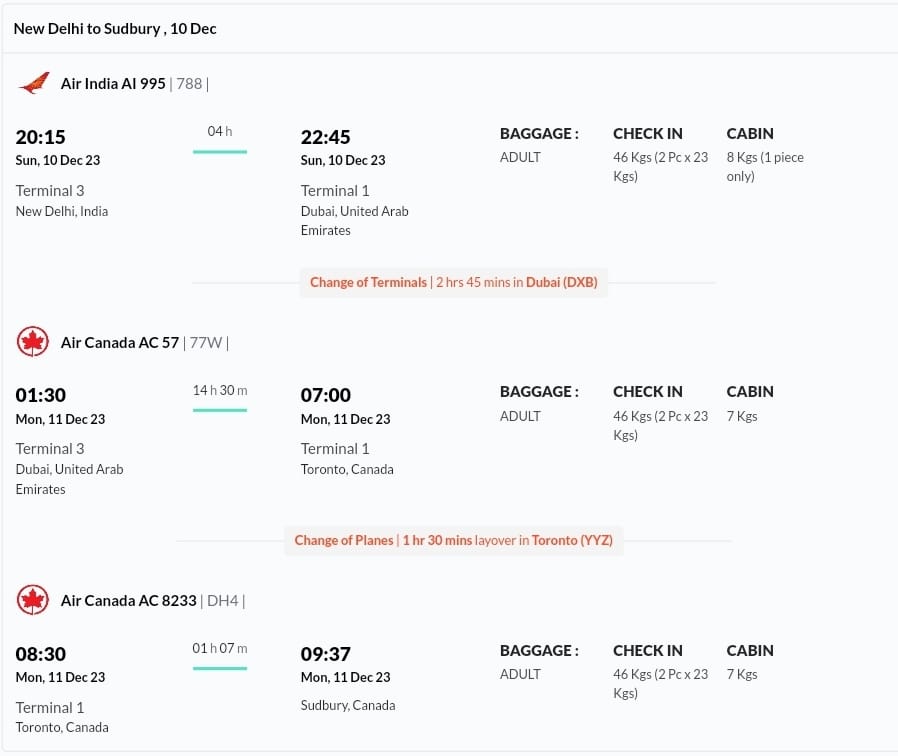 New Delhi to Sudbury , 10 Dec
Air India AI 995 | 788 |
20:15
Sun, 10 Dec 23
Terminal 3
New Delhi, India
04 h
22:45
Sun, 10 Dec 23
Terminal 1
Dubai, United Arab
Emirates
BAGGAGE :
ADULT
CHECK IN
46 Kgs (2 Pc x 23
Kgs)
CABIN
8 Kgs (1 piece
only)
Change of Terminals | 2 hrs 45 mins in Dubai (DXB)
Air Canada AC 57 | 77W |
01:30
Mon, 11 Dec 23
Terminal 3
Dubai, United Arab
Emirates
14 h 30 m
07:00
Mon, 11 Dec 23
Terminal 1
Toronto, Canada
BAGGAGE :
ADULT
CHECK IN
46 Kgs (2 Pc x 23
Kgs)
CABIN
7 Kgs
Change of Planes | 1 hr 30 mins layover in Toronto (YYZ)
Air Canada AC 8233 | DH4 |
08:30
Mon, 11 Dec 23
Terminal 1
Toronto, Canada
01 h 07 m
09:37
Mon, 11 Dec 23
Sudbury, Canada
BAGGAGE :
ADULT
CHECK IN
46 Kgs (2 Pc x 23
Kgs)
CABIN
7 Kgs